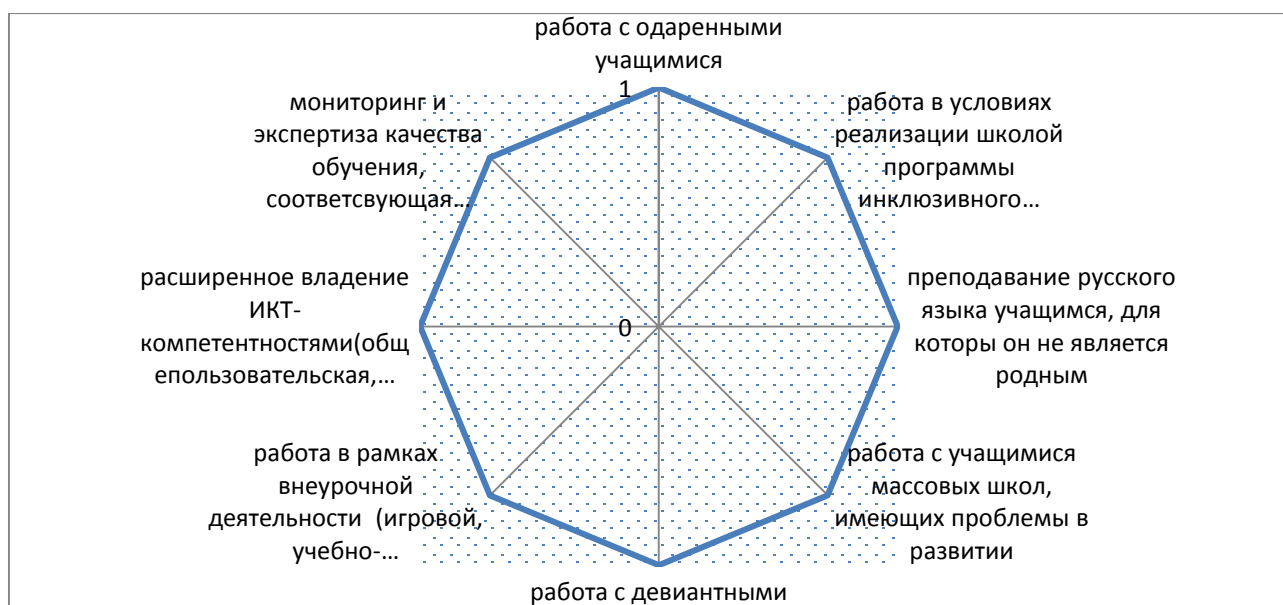 работа с одаренными
учащимися
1
работа в условиях
реализации школой
программы
инклюзивного...
преподавание русского
языка учащимся, для
которы он не является
родным
работа с учащимися
массовых школ,
имеющих проблемы в
развитии
работа с девиантными
работа в рамках
внеурочной
деятельности (игровой,
учебно-...
расширенное владение
ИКТ-
компетентностями(общ
епользовательская,...
мониторинг и
экспертиза качества
обучения,
соответсвующая...
0